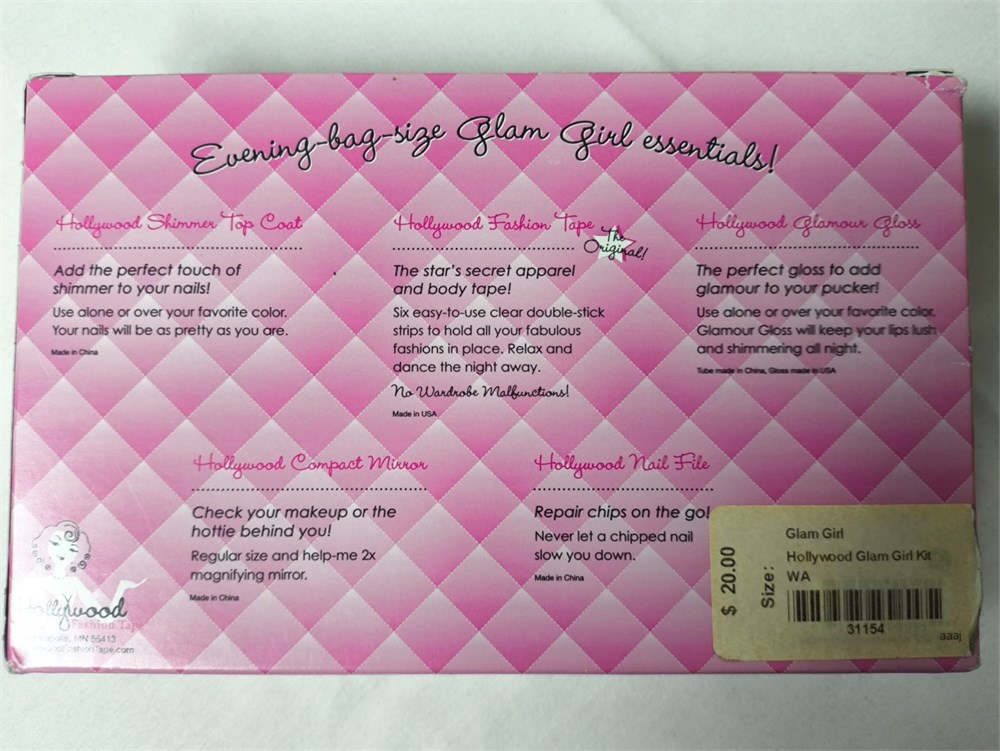 Evening-bag-size Glam Girl essentials!
Hollywood Shimmer Top Coat
Add the perfect touch of
shimmer to your nails!
Use alone or over your favorite color.
Your nails will be as pretty as you are.
Made in China
Hollywood Fashion Tape
The
Original!
The star's secret apparel
and body tape!
Six easy-to-use clear double-stick
strips to hold all your fabulous
fashions in place. Relax and
dance the night away.
No Wardrobe Malfunctions!
Made in USA
Hollywood Glamour Gloss
The perfect gloss to add
glamour to your pucker!
Use alone or over your favorite color.
Glamour Gloss will keep your lips lush
and shimmering all night.
Tube made in China, Gloss made in USA
Hollywood Compact Mirror
Check your makeup or the
hottie behind you!
Regular size and help-me 2x
magnifying mirror.
Made in China
Hollywood Nail File
Repair chips on the go!
Never let a chipped nail
slow you down.
Made in China
Hollywood
Fashion Tape
MN 55413
$ 20.00
Size:
Glam Girl
Hollywood Glam Girl Kit
WA
31154
aaaj